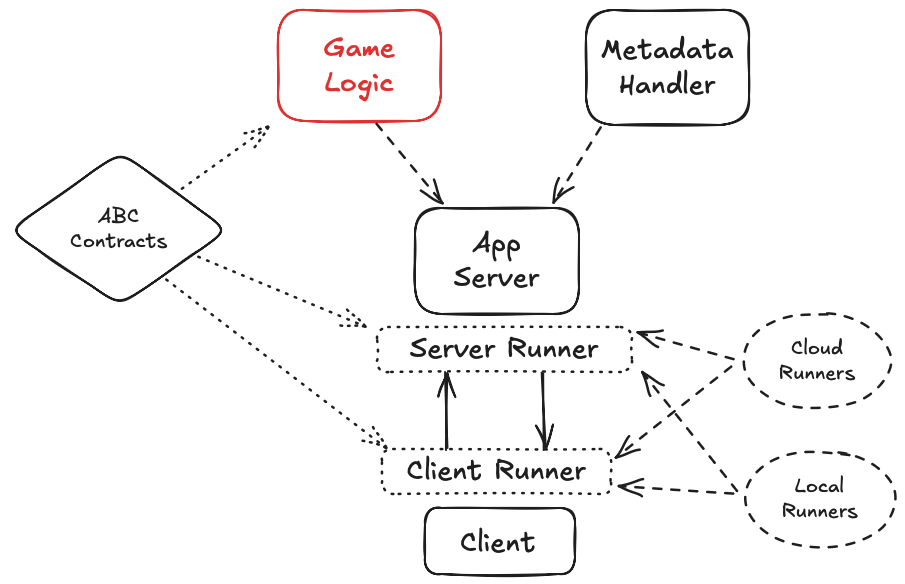 Game
Logic
Metadata
Handler
ABC
Contracts
App
Server
Server Runner
Cloud
Runners
Client Runner
Local
Runners
Client